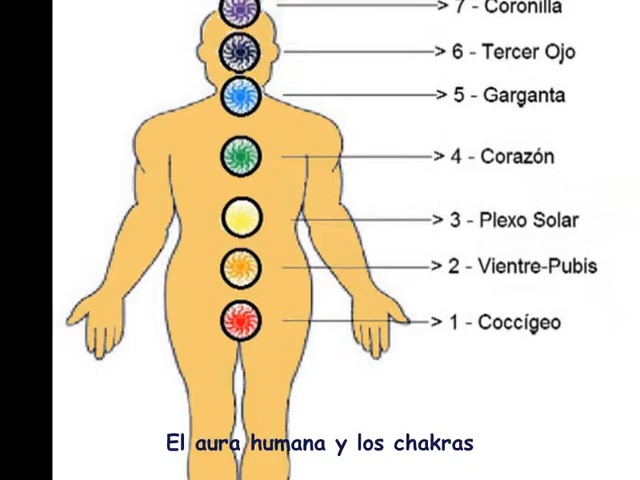 > 7 - Coronilla
> 6 - Tercer Ojo
> 5 - Garganta
> 4 - Corazón
> 3 - Plexo Solar
> 2 - Vientre-Pubis
> 1 - Coccígeo
El aura humana y los chakras